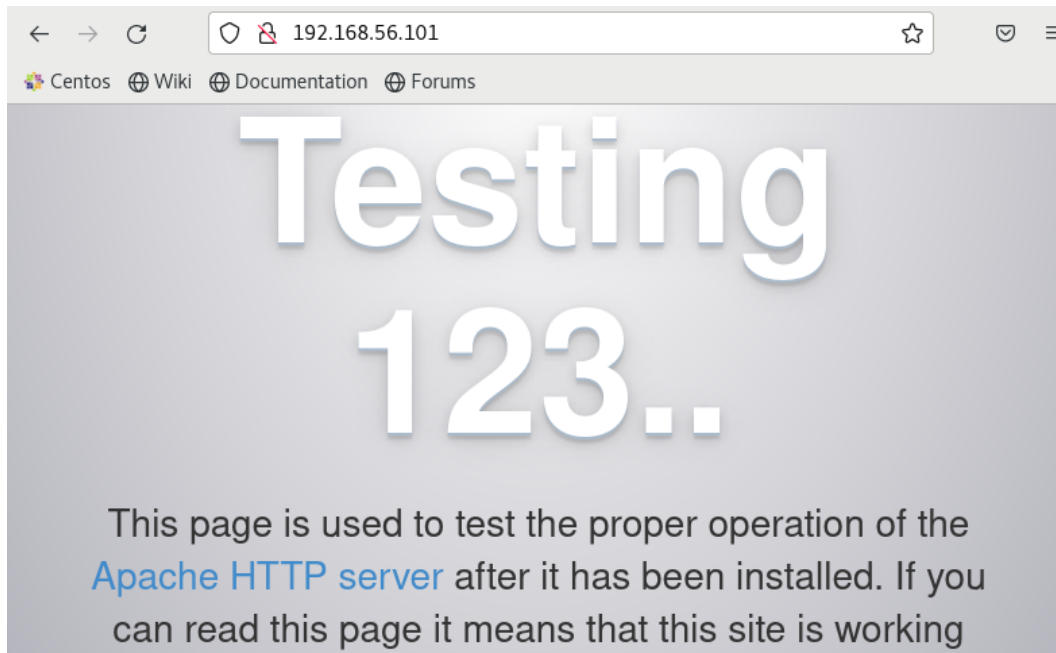 192.168.56.101
Centos Wiki Documentation Forums
Testing
123..
This page is used to test the proper operation of the
Apache HTTP server after it has been installed. If you
can read this page it means that this site is working